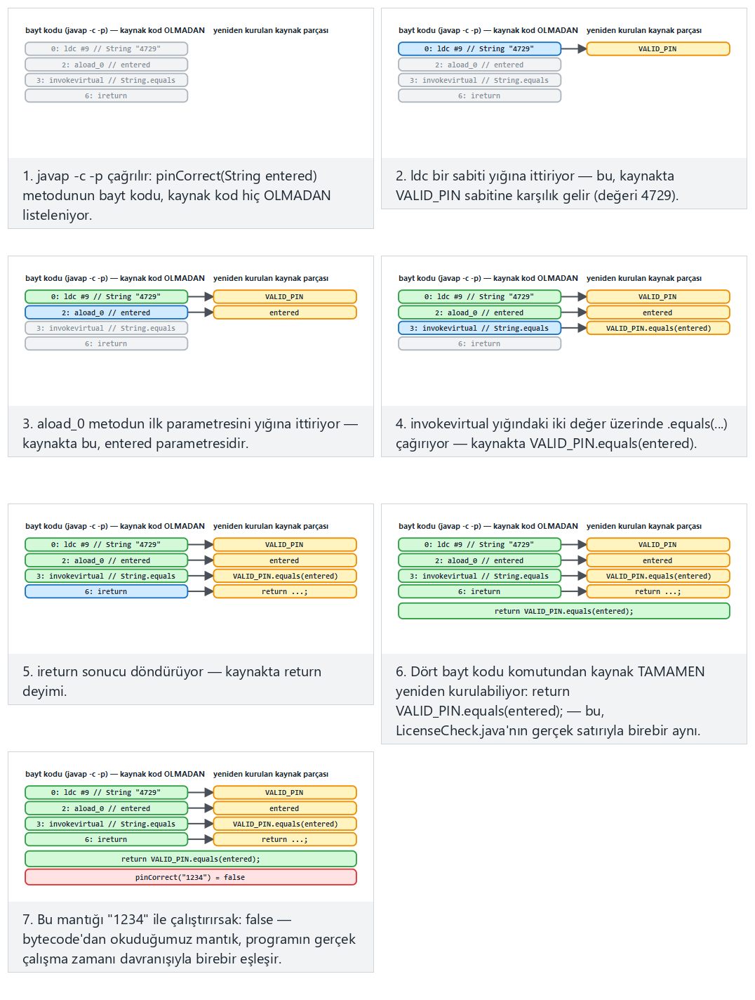 bayt kodu (javap -c -p) — kaynak kod OLMADAN yeniden kurulan kaynak parçası
0: ldc #9 // String "4729"
2: aload_0 // entered
3: invokevirtual // String.equals
6: ireturn
1. javap -c -p çağrılır: pinCorrect(String entered)
metodunun bayt kodu, kaynak kod hiç OLMADAN
listeleniyor.
bayt kodu (javap -c -p) — kaynak kod OLMADAN yeniden kurulan kaynak parçası
0: ldc #9 // String "4729" VALID_PIN
2: aload_0 // entered
3: invokevirtual // String.equals
6: ireturn
2. ldc bir sabiti yığına ittiriyor — bu, kaynakta
VALID_PIN sabitine karşılık gelir (değeri 4729).
bayt kodu (javap -c -p) — kaynak kod OLMADAN yeniden kurulan kaynak parçası
0: ldc #9 // String "4729" VALID_PIN
2: aload_0 // entered entered
3: invokevirtual // String.equals
6: ireturn
3. aload_0 metodun ilk parametresini yığına ittiriyor —
kaynakta bu, entered parametresidir.
bayt kodu (javap -c -p) — kaynak kod OLMADAN yeniden kurulan kaynak parçası
0: ldc #9 // String "4729" VALID_PIN
2: aload_0 // entered entered
3: invokevirtual // String.equals VALID_PIN.equals(entered)
6: ireturn
4. invokevirtual yığındaki iki değer üzerinde .equals(...)
çağırıyor — kaynakta VALID_PIN.equals(entered).
bayt kodu (javap -c -p) — kaynak kod OLMADAN yeniden kurulan kaynak parçası
0: ldc #9 // String "4729" VALID_PIN
2: aload_0 // entered entered
3: invokevirtual // String.equals VALID_PIN.equals(entered)
6: ireturn return ...;
5. ireturn sonucu döndürüyor — kaynakta return
deyimi.
bayt kodu (javap -c -p) — kaynak kod OLMADAN yeniden kurulan kaynak parçası
0: ldc #9 // String "4729" VALID_PIN
2: aload_0 // entered entered
3: invokevirtual // String.equals VALID_PIN.equals(entered)
6: ireturn return ...;
return VALID_PIN.equals(entered);
6. Dört bayt kodu komutundan kaynak TAMAMEN
yeniden kurulabiliyor: return
VALID_PIN.equals(entered); — bu,
LicenseCheck.java'nın gerçek satırıyla birebir aynı.
bayt kodu (javap -c -p) — kaynak kod OLMADAN yeniden kurulan kaynak parçası
0: ldc #9 // String "4729" VALID_PIN
2: aload_0 // entered entered
3: invokevirtual // String.equals VALID_PIN.equals(entered)
6: ireturn return ...;
return VALID_PIN.equals(entered);
pinCorrect("1234") = false
7. Bu mantığı "1234" ile çalıştırırsak: false —
bytecode'dan okuduğumuz mantık, programın gerçek
çalışma zamanı davranışıyla birebir eşleşir.